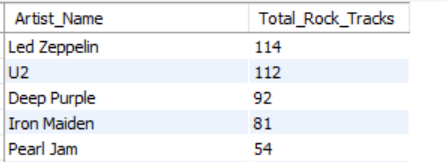 Artist_Name Total_Rock_Tracks
Led Zeppelin 114
U2 112
Deep Purple 92
Iron Maiden 81
Pearl Jam 54